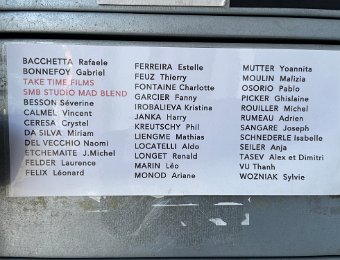 BACCHETTA Rafaele
BONNEFOY Gabriel
TAKE TIME FILMS
SMB STUDIO MAD BLEND
BESSON Séverine
CALMEL Vincent
CERESA Crystel
DA SILVA Miriam
DEL VECCHIO Naomi
ETCHEMAITE J.Michel
FELDER Laurence
FELIX Léonard
FERREIRA Estelle
FEUZ Thierry
FONTAINE Charlotte
GARCIER Fanny
IROBALIEVA Kristina
JANKA Harry
KREUTSCHY Phil
LIENGME Mathias
LOCATELLI Aldo
LONGET Renald
MARIN Léo
MONOD Ariane
MUTTER Yoannita
MOULIN Malizia
OSORIO Pablo
PICKER Ghislaine
ROUILLER Michel
RUMEAU Adrien
SANGARE Joseph
SCHNEDERLE Isabelle
SEILER Anja
TASEV Alex et Dimitri
VU Thanh
WOZNIAK Sylvie